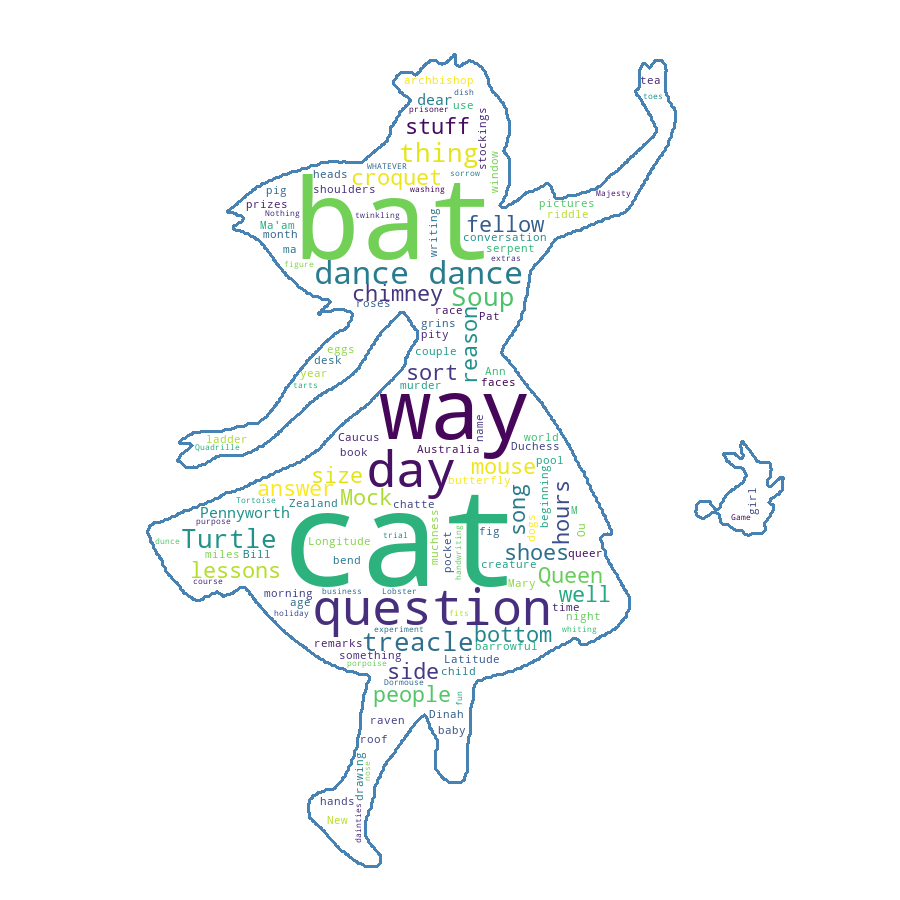 archbishop
dish
dear
use
prisoner
stuff
stockings
thing
window
WHATEVER
sorrow
heads
croquet
pig
shoulders
washing
prizes
bat
Nothing
twinkling
writing
Ma'am
month
ma
figure
tea
toes
Majesty
pictures
riddle
fellow
conversation
serpent
extras
dance dance
chimney
Soup
roses
race
Pat
grins
pity
reason
eggs
desk
couple
year
sort
Ann
tarts
murder
faces
way
name
ladder
Quadrille
Caucus
world
book
Australia
Duchess
day
mouse
pool
size
butterfly
beginning
answer
Mock
Tortoise
Zealand
chatte
song
hours
M
Pennyworth
cat
muchness
dogs
Ou
purpose
handwriting
fig
Turtle
Longitude
trial
pocket
dunce
miles
Bill
bend
shoes
queer
lessons
creature
Queen
course
Mary
morning
business
Lobster
well
age
question
time
holiday
fits
night
experiment
whiting
remarks
treacle
bottom
something
barrowful
porpoise
side
Latitude
child
Dormouse
people
fun
raven
Dinah
baby
roof
drawing
nose
hands
New
dainties
girl
Game